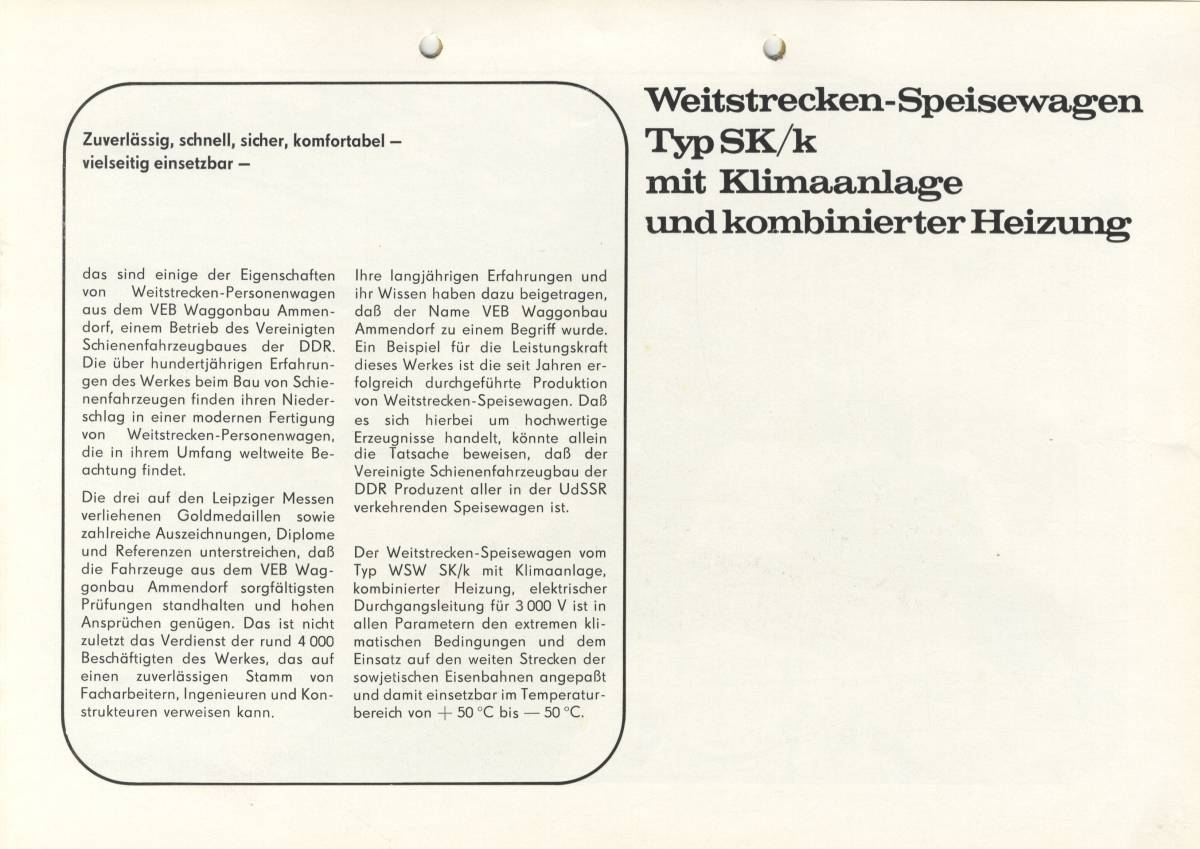 Weitstrecken-Speisewagen
Typ SK/k
mit Klimaanlage
und kombinierter Heizung
Zuverlässig, schnell, sicher, komfortabel —
vielseitig einsetzbar —
das sind einige der Eigenschaften
von Weitstrecken-Personenwagen
aus dem VEB Waggonbau Ammen-
dorf, einem Betrieb des Vereinigten
Schienenfahrzeugbaues der DDR.
Die über hundertjährigen Erfahrun-
gen des Werkes beim Bau von Schie-
nenfahrzeugen finden ihren Nieder-
schlag in einer modernen Fertigung
von Weitstrecken-Personenwagen,
die in ihrem Umfang weltweite Be-
achtung findet.
Die drei auf den Leipziger Messen
verliehenen Goldmedaillen sowie
zahlreiche Auszeichnungen, Diplome
und Referenzen unterstreichen, daß
die Fahrzeuge aus dem VEB Wag-
gonbau Ammendorf sorgfältigsten
Prüfungen standhalten und hohen
Ansprüchen genügen. Das ist nicht
zuletzt das Verdienst der rund 4 000
Beschäftigten des Werkes, das auf
einen zuverlässigen Stamm von
Facharbeitern, Ingenieuren und Kon-
strukteuren verweisen kann.
Ihre langjährigen Erfahrungen und
ihr Wissen haben dazu beigetragen,
daß der Name VEB Waggonbau
Ammendorf zu einem Begriff wurde.
Ein Beispiel für die Leistungskraft
dieses Werkes ist die seit Jahren er-
folgreich durchgeführte Produktion
von Weitstrecken-Speisewagen. Daß
es sich hierbei um hochwertige
Erzeugnisse handelt, könnte allein
die Tatsache beweisen, daß der
Vereinigte Schienenfahrzeugbau der
DDR Produzent aller in der UdSSR
verkehrenden Speisewagen ist.
Der Weitstrecken-Speisewagen vom
Typ WSW SK/k mit Klimaanlage,
kombinierter Heizung, elektrischer
Durchgangsleitung für 3 000 V ist in
allen Parametern den extremen kli-
matischen Bedingungen und dem
Einsatz auf den weiten Strecken der
sowjetischen Eisenbahnen angepaßt
und damit einsetzbar im Temperatur-
bereich von + 50 °C bis — 50 °C.